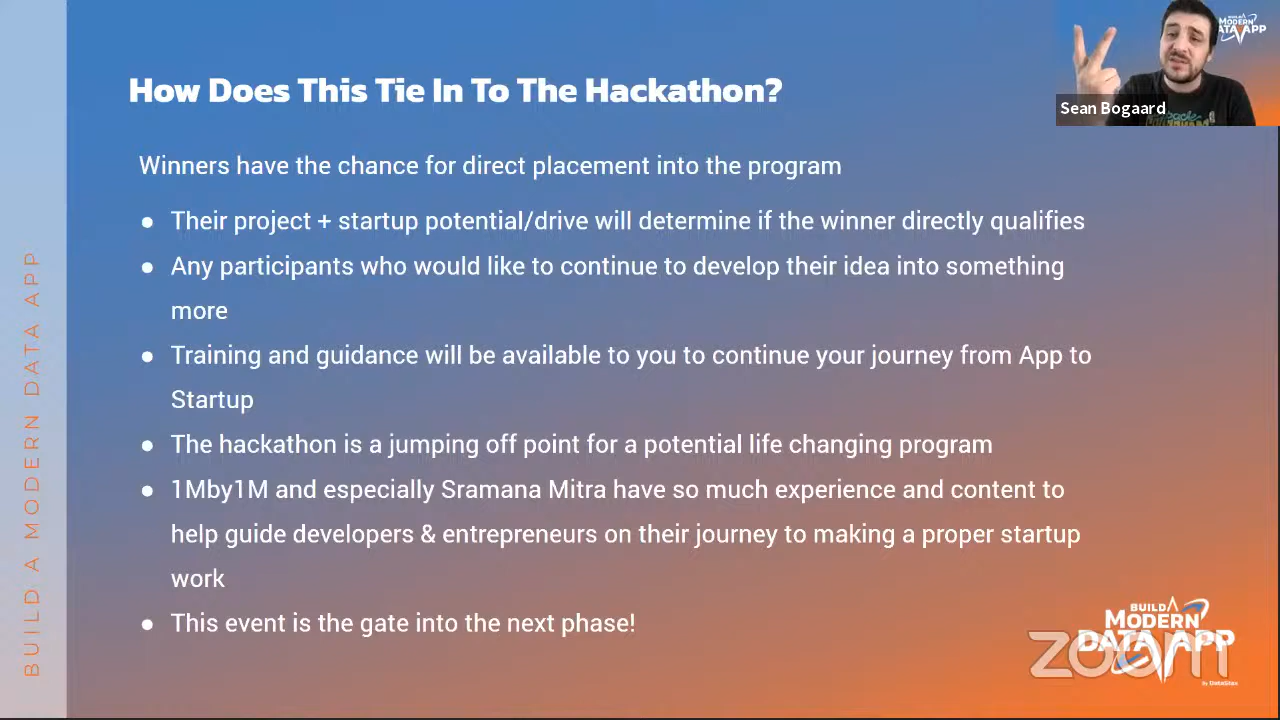 How Does This Tie In To The Hackathon?
Winners have the chance for direct placement into the program
● Their project + startup potential/drive will determine if the winner directly qualifies
● Any participants who would like to continue to develop their idea into something
more
● Training and guidance will be available to you to continue your journey from App to
Startup
● The hackathon is a jumping off point for a potential life changing program
● 1Mby1M and especially Sramana Mitra have so much experience and content to
help guide developers & entrepreneurs on their journey to making a proper startup
work
● This event is the gate into the next phase!
BUILD A MODERN DATA APP
BUILD A
MODERN
DATA APP
Sean Bogaard
BUILD A
MODERN
DATA APP
By DataStax
zoom